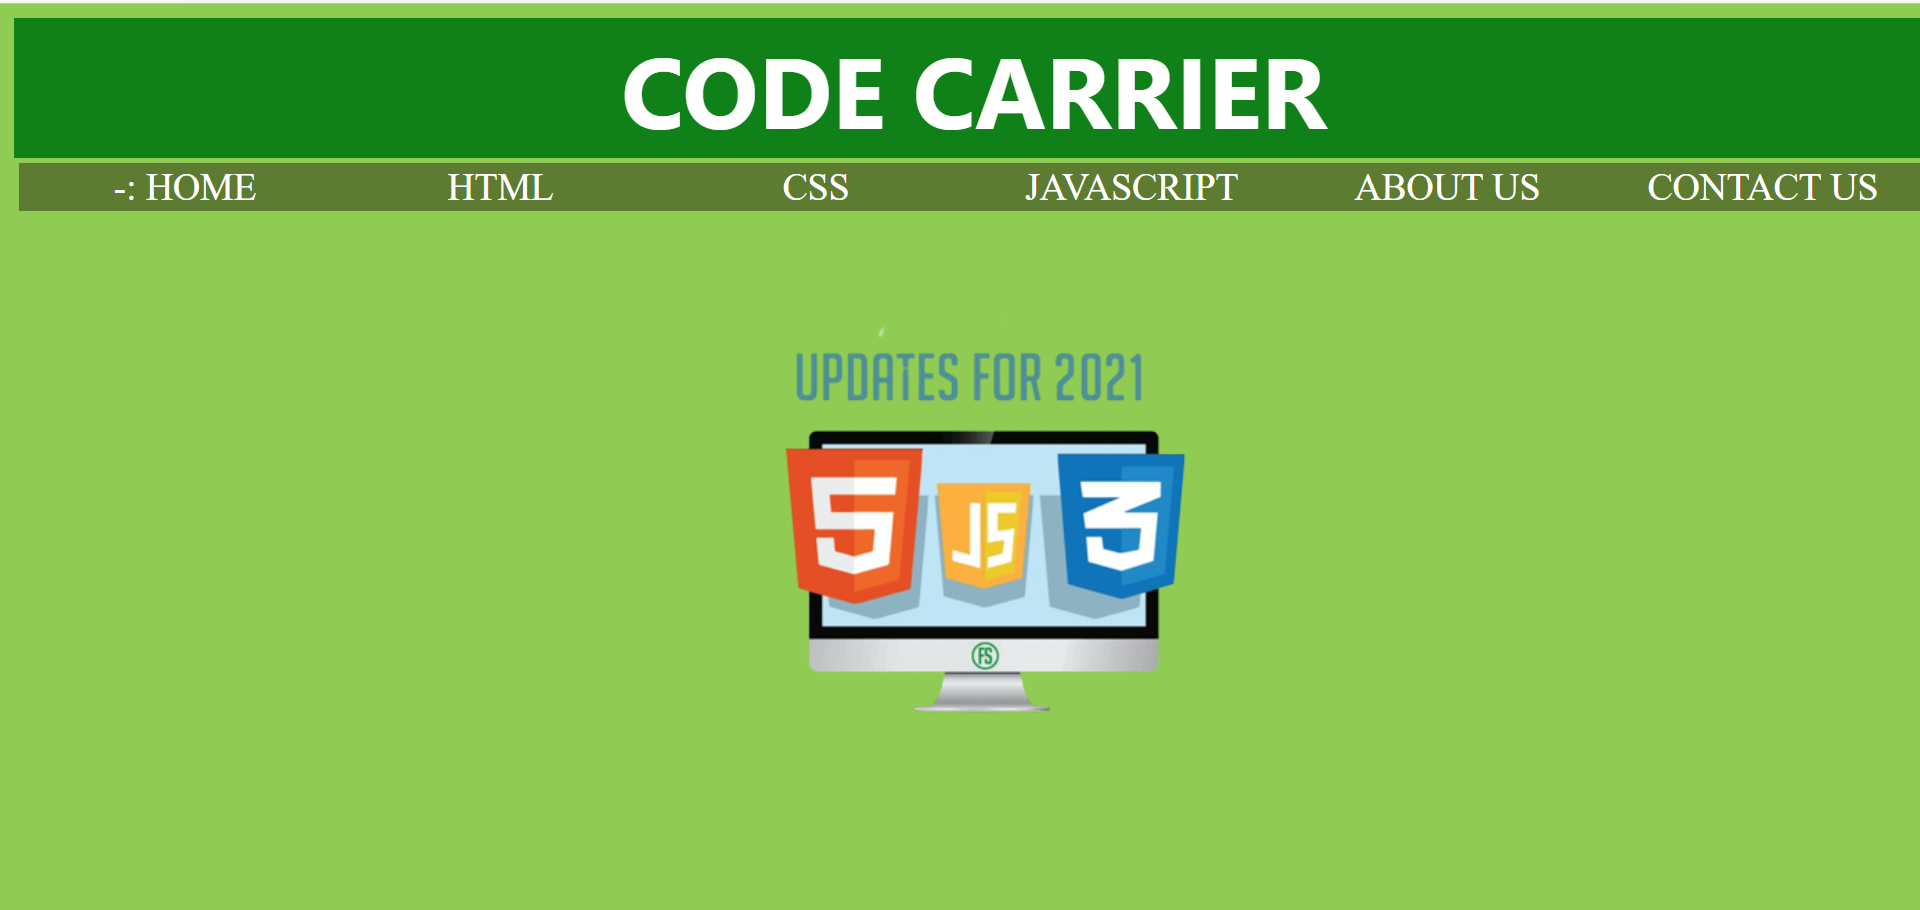 CODE CARRIER
-: HOME HTML CSS JAVASCRIPT ABOUT US CONTACT US
UPDATES FOR 2021
5 JS 3
FS